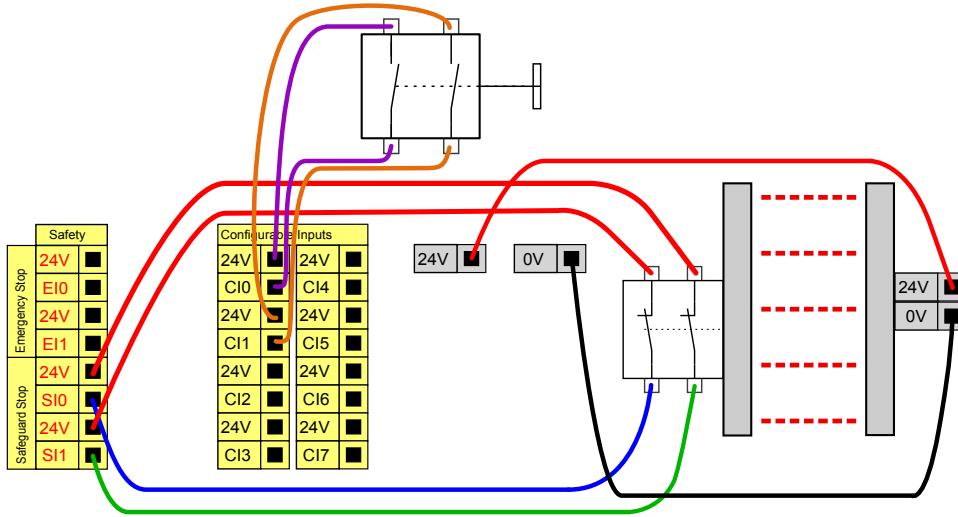 Safety
Emergency Stop
24V
EI0
24V
EI1
Safeguard Stop
24V
SI0
24V
SI1
Configurable Inputs
24V 24V
CI0 CI4
24V 24V
CI1 CI5
24V 24V
CI2 CI6
24V 24V
CI3 CI7
24V
0V
24V
0V